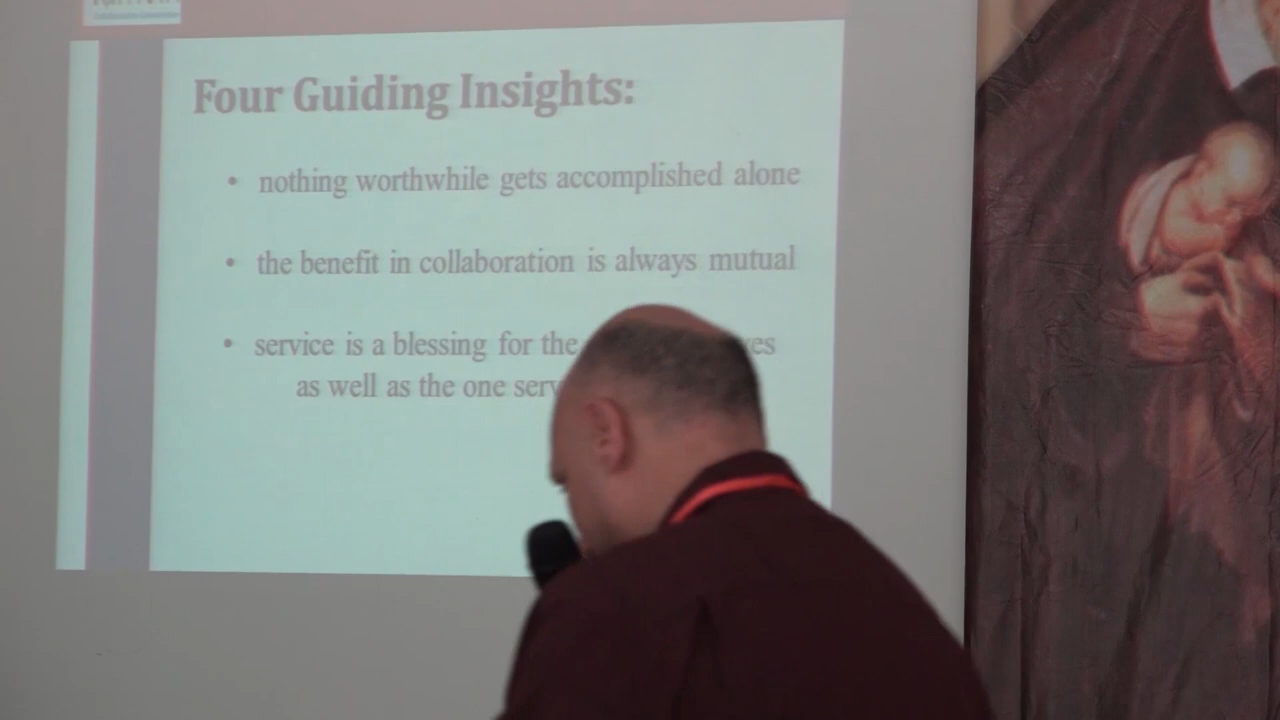 Four Guiding Insights:
• nothing worthwhile gets accomplished alone
• the benefit in collaboration is always mutual
• service is a blessing for the
as well as the one